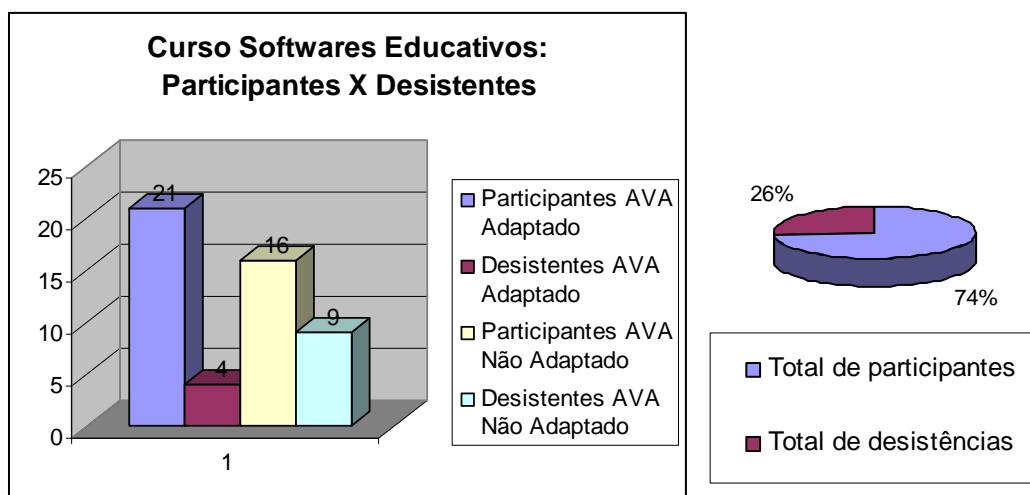 Curso Softwares Educativos:
Participantes X Desistentes
25
20
15
10
5
0
21
4
16
9
1
Participantes AVA
Adaptado
Desistentes AVA
Adaptado
Participantes AVA
Não Adaptado
Desistentes AVA
Não Adaptado
26%
74%
Total de participantes
Total de desistências